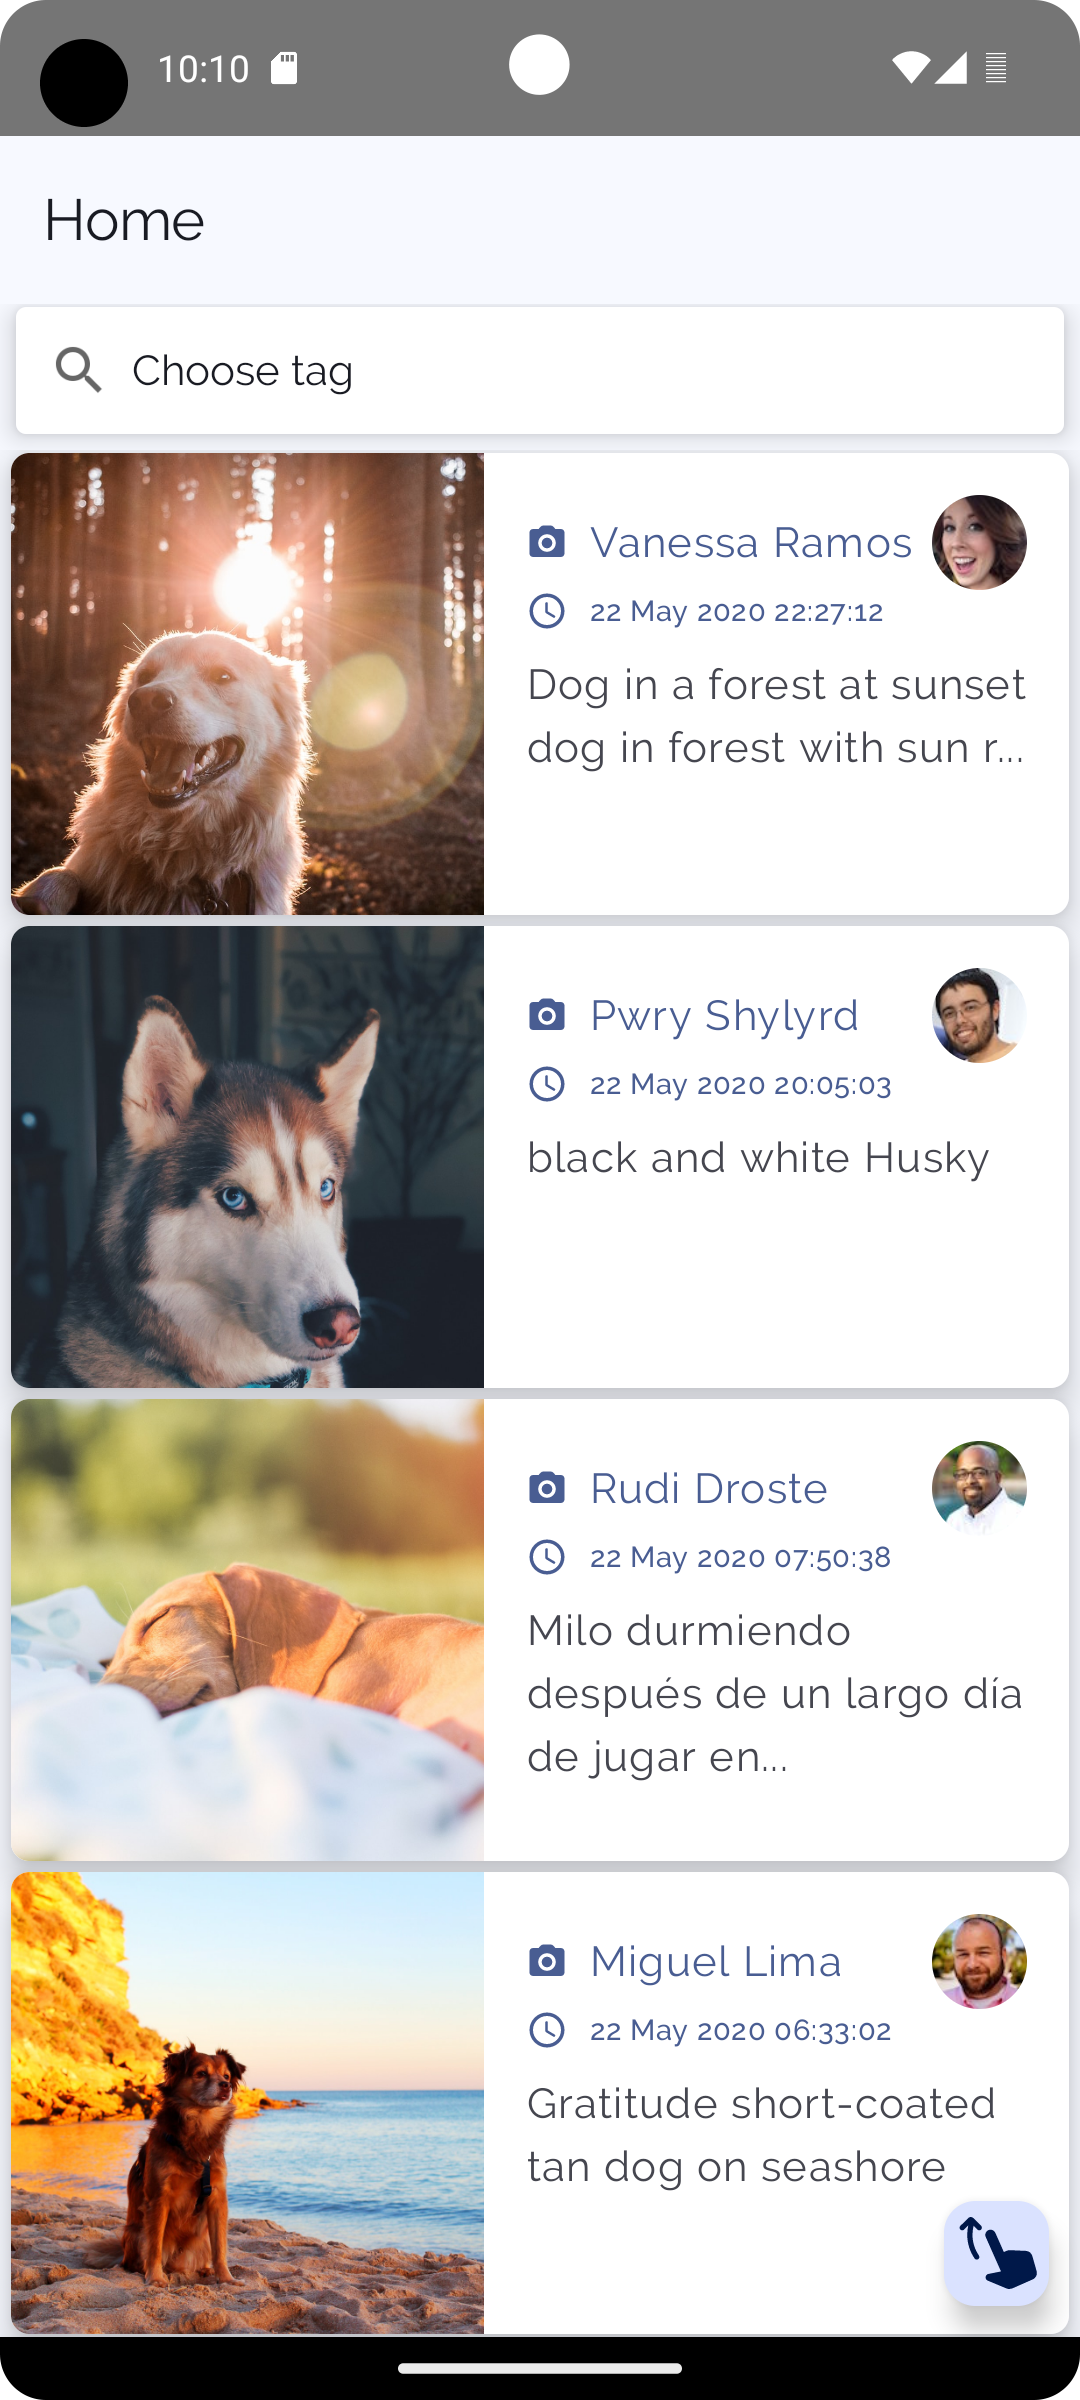 10:10
Home
Choose tag
Vanessa Ramos
22 May 2020 22:27:12
Dog in a forest at sunset
dog in forest with sun r...
Pwry Shylyrd
22 May 2020 20:05:03
black and white Husky
Rudi Droste
22 May 2020 07:50:38
Milo durmiendo
después de un largo día
de jugar en...
Miguel Lima
22 May 2020 06:33:02
Gratitude short-coated
tan dog on seashore